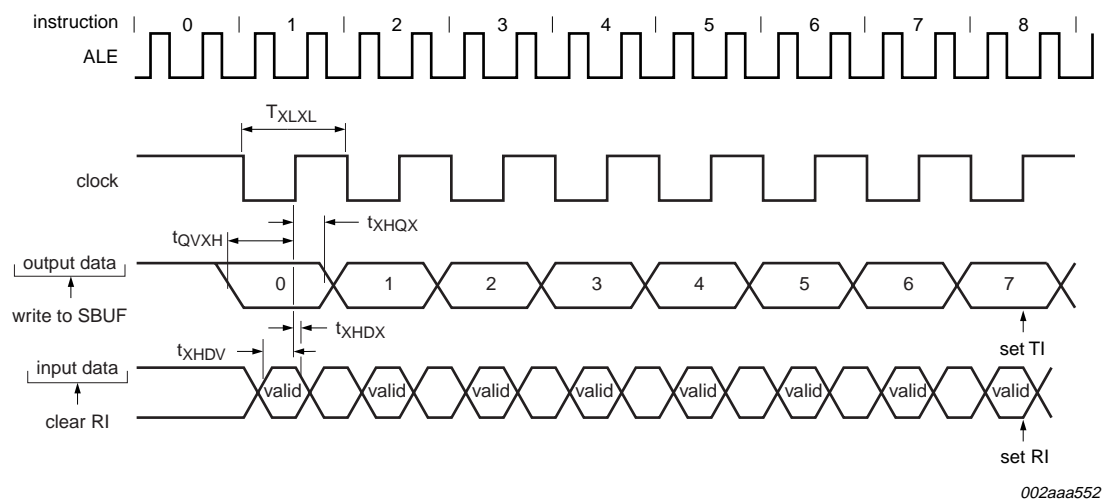 instruction | 0 | 1 | 2 | 3 | 4 | 5 | 6 | 7 | 8 |
ALE
TXLXL
clock
tXHQX
tQVXH
output data 0 1 2 3 4 5 6 7
write to SBUF
tXHDX
set TI
tXHDV
input data valid valid valid valid valid valid valid valid
clear RI
set RI
002aaa552